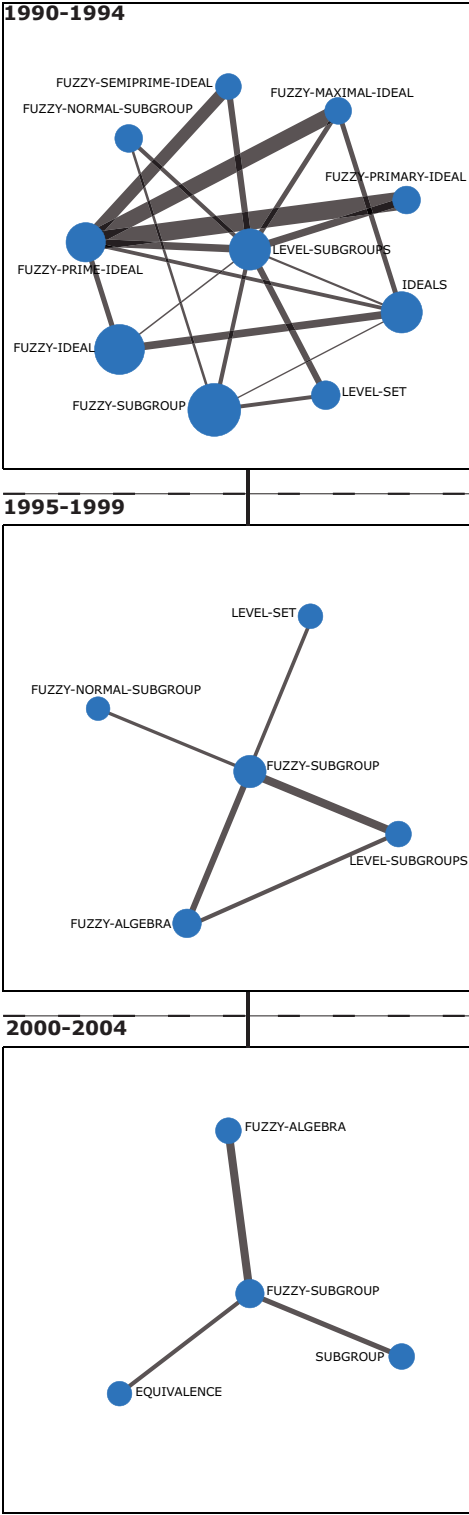 1990-1994
FUZZY-SEMIPRIME-IDEAL
FUZZY-MAXIMAL-IDEAL
FUZZY-NORMAL-SUBGROUP
FUZZY-PRIMARY-IDEAL
LEVEL-SUBGROUPS
FUZZY-PRIME-IDEAL
IDEALS
FUZZY-IDEAL
LEVEL-SET
FUZZY-SUBGROUP
1995-1999
LEVEL-SET
FUZZY-NORMAL-SUBGROUP
FUZZY-SUBGROUP
LEVEL-SUBGROUPS
FUZZY-ALGEBRA
2000-2004
FUZZY-ALGEBRA
FUZZY-SUBGROUP
SUBGROUP
EQUIVALENCE